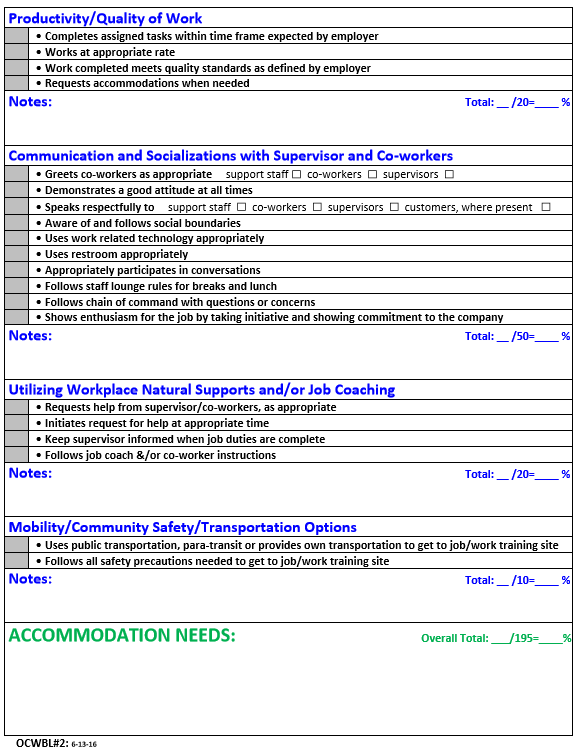 Productivity/Quality of Work
• Completes assigned tasks within time frame expected by employer
• Works at appropriate rate
• Work completed meets quality standards as defined by employer
• Requests accommodations when needed
Notes: Total: __ /20=____ %
Communication and Socializations with Supervisor and Co-workers
• Greets co-workers as appropriate support staff ☐ co-workers ☐ supervisors ☐
• Demonstrates a good attitude at all times
• Speaks respectfully to support staff ☐ co-workers ☐ supervisors ☐ customers, where present ☐
• Aware of and follows social boundaries
• Uses work related technology appropriately
• Uses restroom appropriately
• Appropriately participates in conversations
• Follows staff lounge rules for breaks and lunch
• Follows chain of command with questions or concerns
• Shows enthusiasm for the job by taking initiative and showing commitment to the company
Notes: Total: __ /50=____ %
Utilizing Workplace Natural Supports and/or Job Coaching
• Requests help from supervisor/co-workers, as appropriate
• Initiates request for help at appropriate time
• Keep supervisor informed when job duties are complete
• Follows job coach &/or co-worker instructions
Notes: Total: __ /20=____ %
Mobility/Community Safety/Transportation Options
• Uses public transportation, para-transit or provides own transportation to get to job/work training site
• Follows all safety precautions needed to get to job/work training site
Notes: Total: __ /10=____ %
ACCOMMODATION NEEDS: Overall Total: ___/195=____%
OCWBL#2: 6-13-16